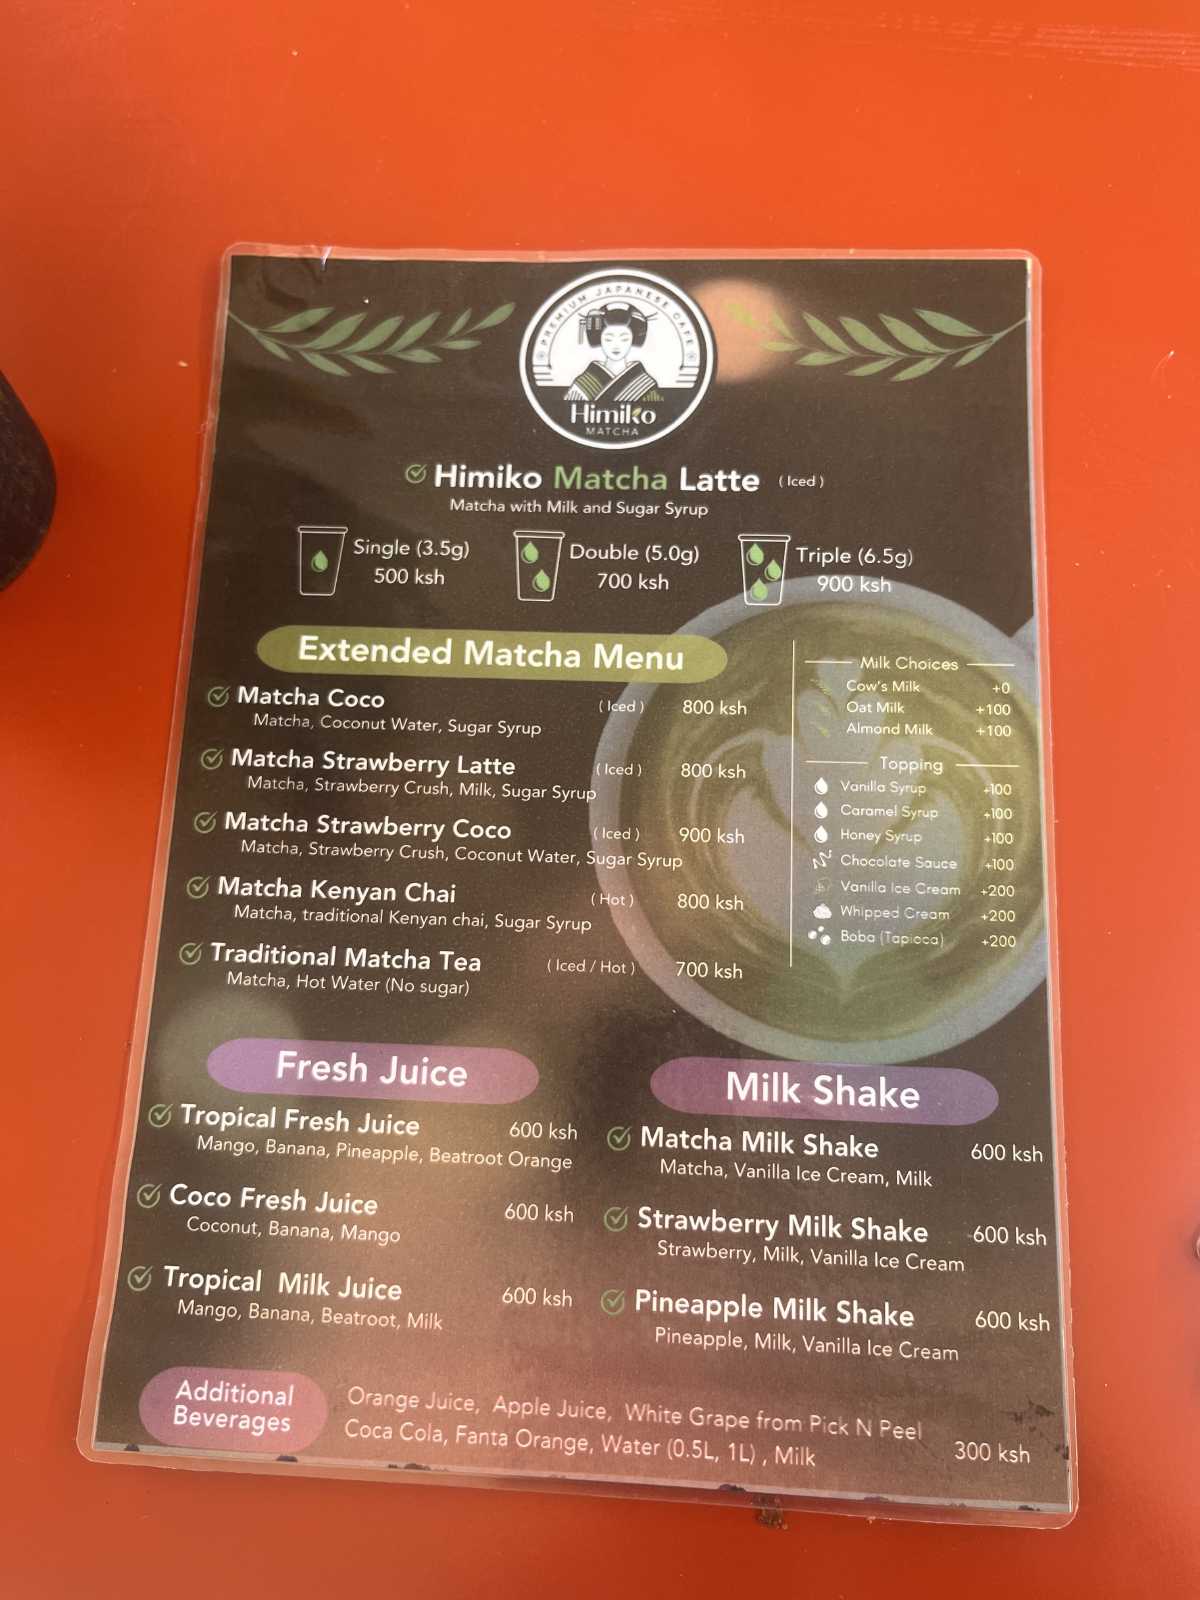 PREMIUM JAPANESE CAFE
Himiko
MATCHA
Himiko Matcha Latte (Iced)
Matcha with Milk and Sugar Syrup
Single (3.5g)
500 ksh
Double (5.0g)
700 ksh
Triple (6.5g)
900 ksh
Extended Matcha Menu
Matcha Coco (Iced) 800 ksh
Matcha, Coconut Water, Sugar Syrup
Matcha Strawberry Latte (Iced) 800 ksh
Matcha, Strawberry Crush, Milk, Sugar Syrup
Matcha Strawberry Coco (Iced) 900 ksh
Matcha, Strawberry Crush, Coconut Water, Sugar Syrup
Matcha Kenyan Chai (Hot) 800 ksh
Matcha, traditional Kenyan chai, Sugar Syrup
Traditional Matcha Tea (Iced / Hot) 700 ksh
Matcha, Hot Water (No sugar)
Milk Choices
Cow's Milk +0
Oat Milk +100
Almond Milk +100
Topping
Vanilla Syrup +100
Caramel Syrup +100
Honey Syrup +100
Chocolate Sauce +100
Vanilla Ice Cream +200
Whipped Cream +200
Boba (Tapioca) +200
Fresh Juice
Tropical Fresh Juice 600 ksh
Mango, Banana, Pineapple, Beatroot Orange
Coco Fresh Juice 600 ksh
Coconut, Banana, Mango
Tropical Milk Juice 600 ksh
Mango, Banana, Beatroot, Milk
Milk Shake
Matcha Milk Shake 600 ksh
Matcha, Vanilla Ice Cream, Milk
Strawberry Milk Shake 600 ksh
Strawberry, Milk, Vanilla Ice Cream
Pineapple Milk Shake 600 ksh
Pineapple, Milk, Vanilla Ice Cream
Additional
Beverages
Orange Juice, Apple Juice, White Grape from Pick N Peel
Coca Cola, Fanta Orange, Water (0.5L, 1L) , Milk
300 ksh